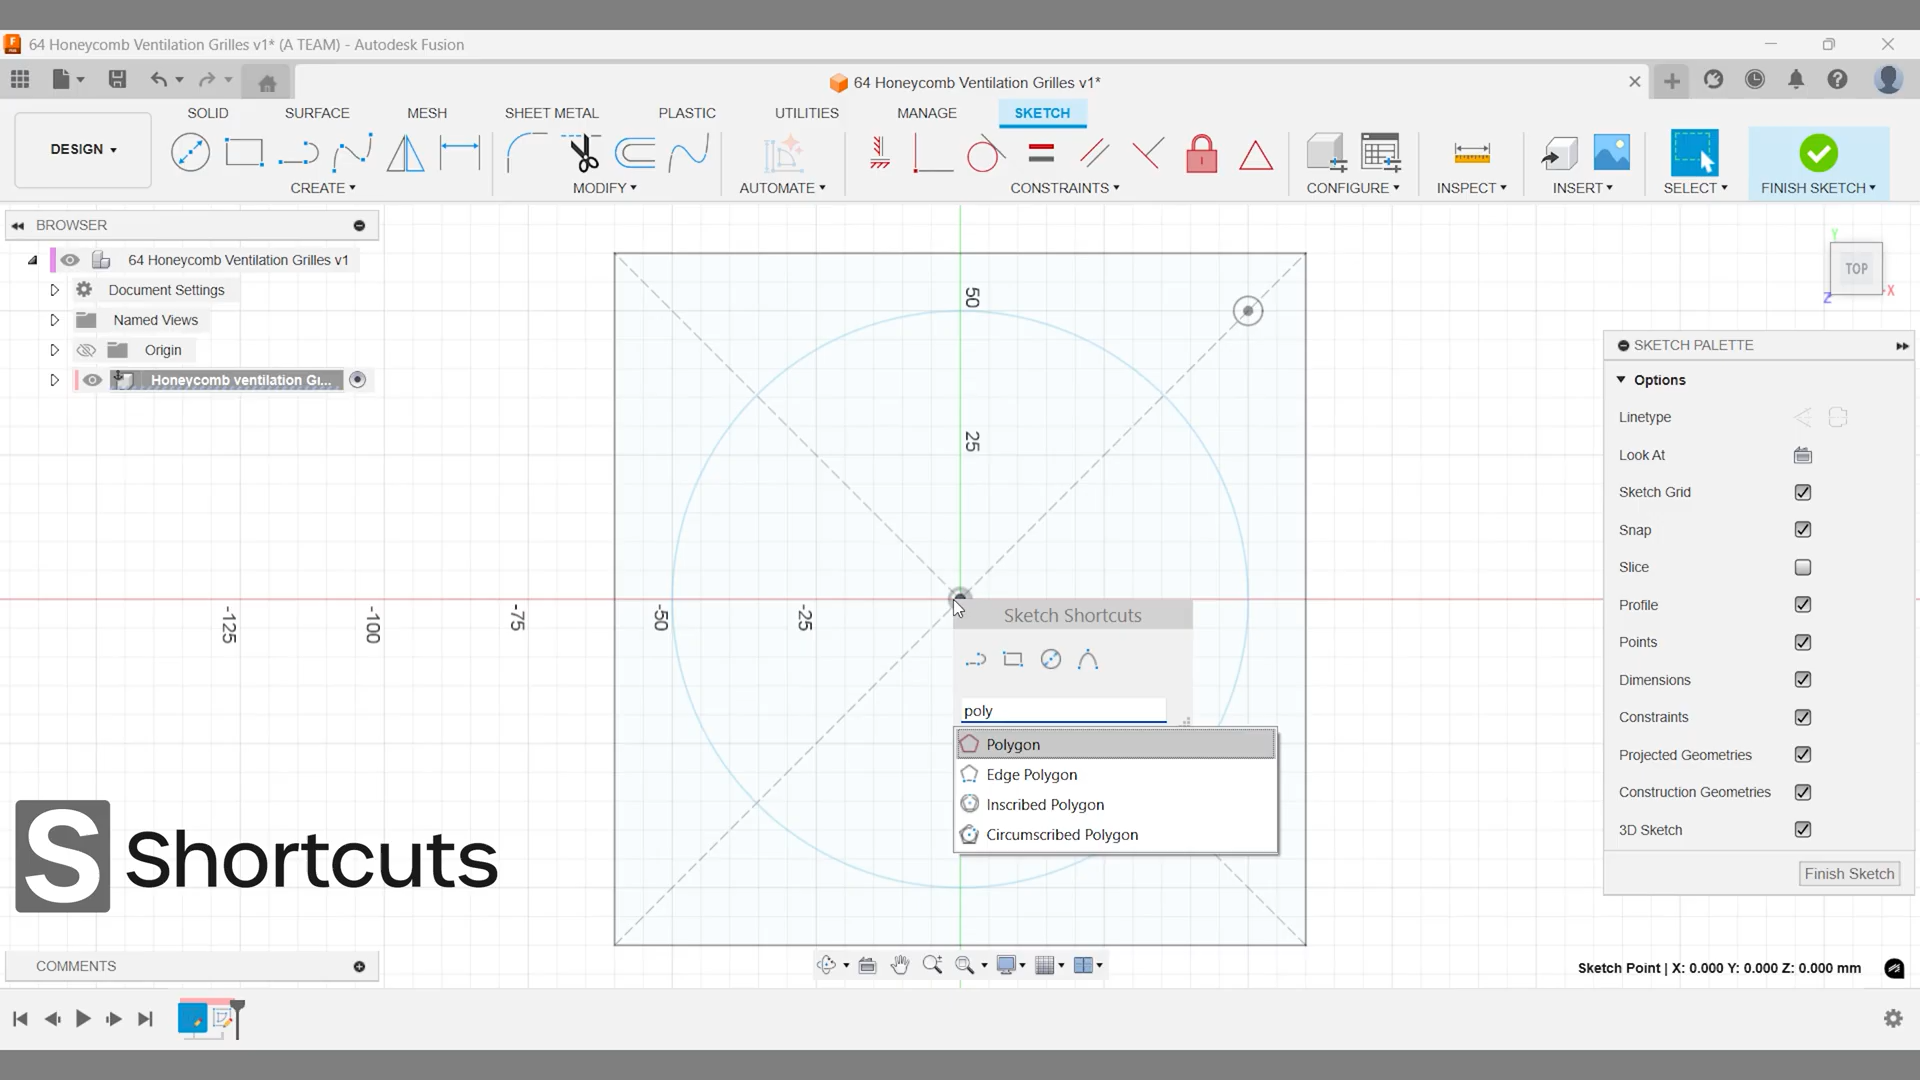 64 Honeycomb Ventilation Grilles v1* (A TEAM) - Autodesk Fusion
64 Honeycomb Ventilation Grilles v1*
SOLID SURFACE MESH SHEET METAL PLASTIC UTILITIES MANAGE SKETCH
DESIGN
CREATE MODIFY AUTOMATE CONSTRAINTS CONFIGURE INSPECT INSERT SELECT FINISH SKETCH
BROWSER
64 Honeycomb Ventilation Grilles v1
Document Settings
Named Views
Origin
Honeycomb ventilation Gr...
50
25
-125 -100 -75 -50 -25
TOP
Y
X
Z
SKETCH PALETTE
Options
Linetype
Look At
Sketch Grid
Snap
Slice
Profile
Points
Dimensions
Constraints
Projected Geometries
Construction Geometries
3D Sketch
Finish Sketch
Sketch Shortcuts
poly
Polygon
Edge Polygon
Inscribed Polygon
Circumscribed Polygon
S Shortcuts
COMMENTS
Sketch Point | X: 0.000 Y: 0.000 Z: 0.000 mm